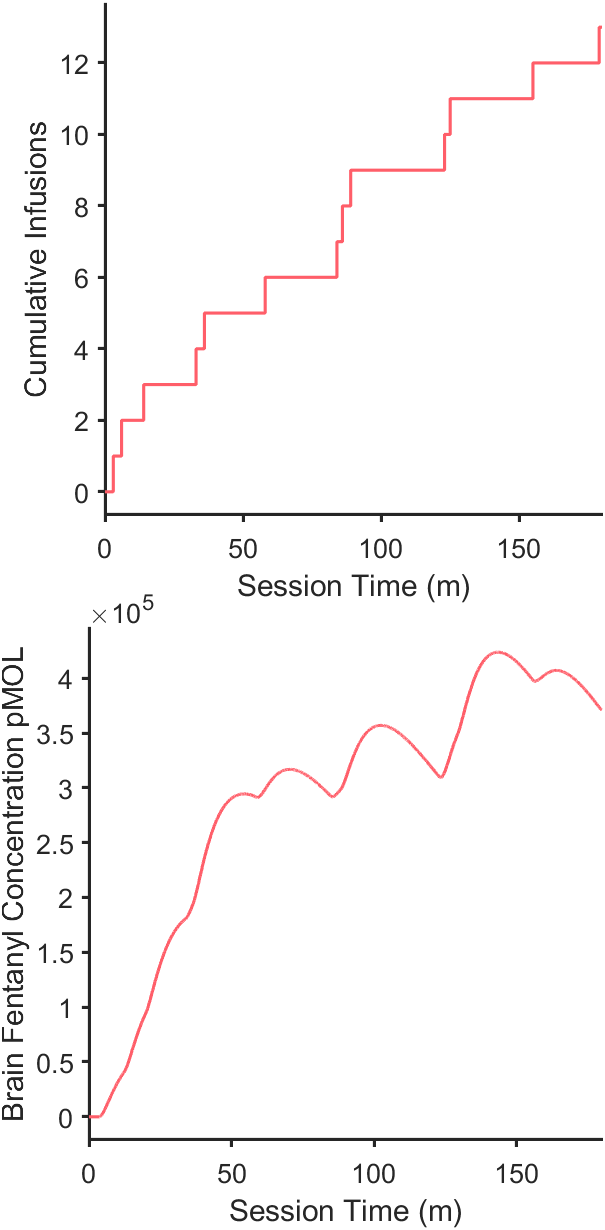 Cumulative Infusions
12
10
8
6
4
2
0
0 50 100 150
Session Time (m)
×10⁵
Brain Fentanyl Concentration pMOL
4
3.5
3
2.5
2
1.5
1
0.5
0
0 50 100 150
Session Time (m)